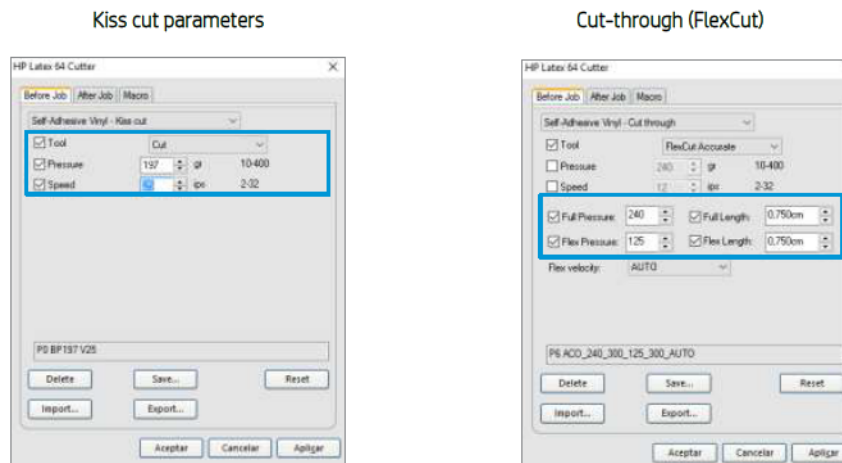 Kiss cut parameters
HP Latex 64 Cutter
Before Job After Job Macro
Self-Adhesive Vinyl - Kiss cut
Tool Cut
Pressure 197 gr 10-400
Speed ips 2-32
P0 BP197 V25
Delete Save... Reset
Import... Export...
Aceptar Cancelar Apligar
Cut-through (FlexCut)
HP Latex 64 Cutter
Before Job After Job Macro
Self-Adhesive Vinyl - Cut through
Tool FlexCut Accurate
Pressure 240 gr 10-400
Speed 12 ips 2-32
Full Pressure: 240 Full Length: 0,750cm
Flex Pressure: 125 Flex Length: 0,750cm
Flex velocity: AUTO
P6 ACO_240_300_125_300_AUTO
Delete Save... Reset
Import... Export...
Aceptar Cancelar Apligar